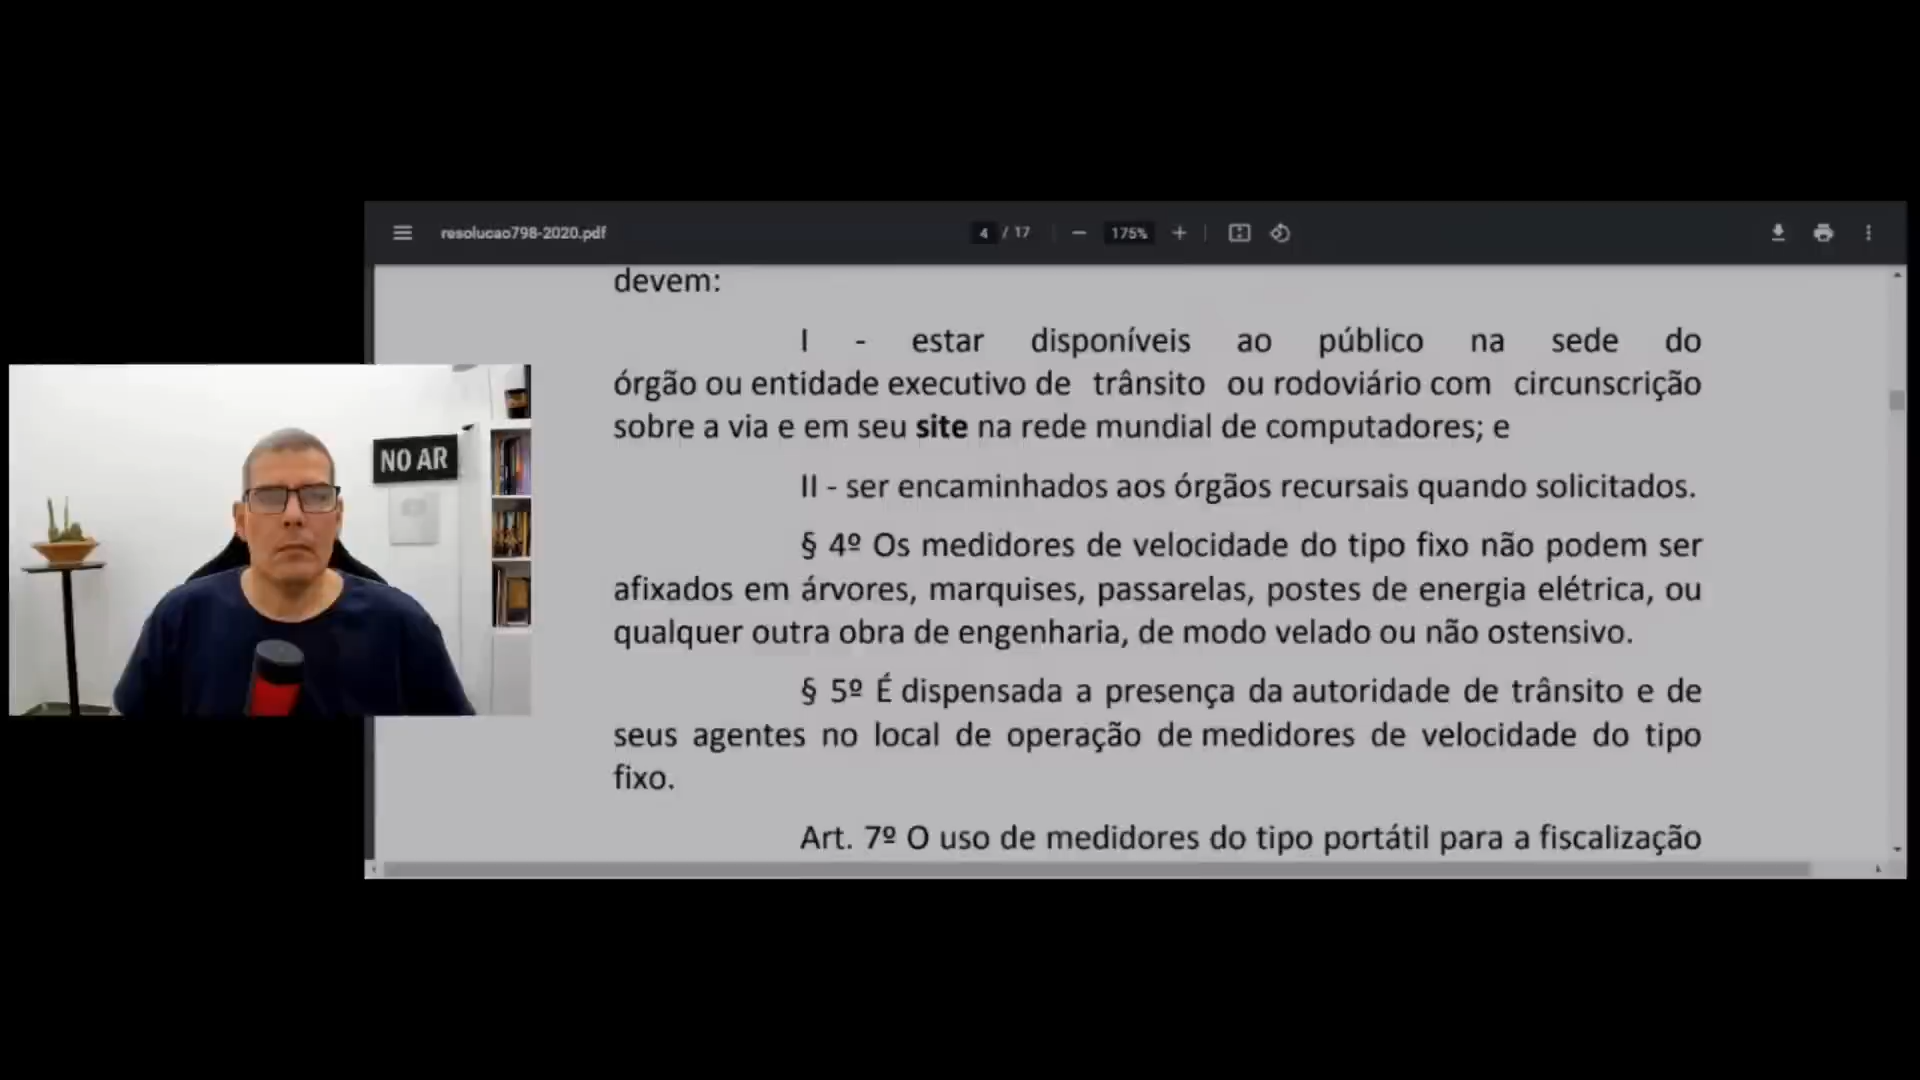 resolucao798-2020.pdf
4 / 17
175%
devem:
I - estar disponíveis ao público na sede do
órgão ou entidade executivo de trânsito ou rodoviário com circunscrição
sobre a via e em seu site na rede mundial de computadores; e
NO AR
II - ser encaminhados aos órgãos recursais quando solicitados.
§ 4º Os medidores de velocidade do tipo fixo não podem ser
afixados em árvores, marquises, passarelas, postes de energia elétrica, ou
qualquer outra obra de engenharia, de modo velado ou não ostensivo.
§ 5º É dispensada a presença da autoridade de trânsito e de
seus agentes no local de operação de medidores de velocidade do tipo
fixo.
Art. 7º O uso de medidores do tipo portátil para a fiscalização